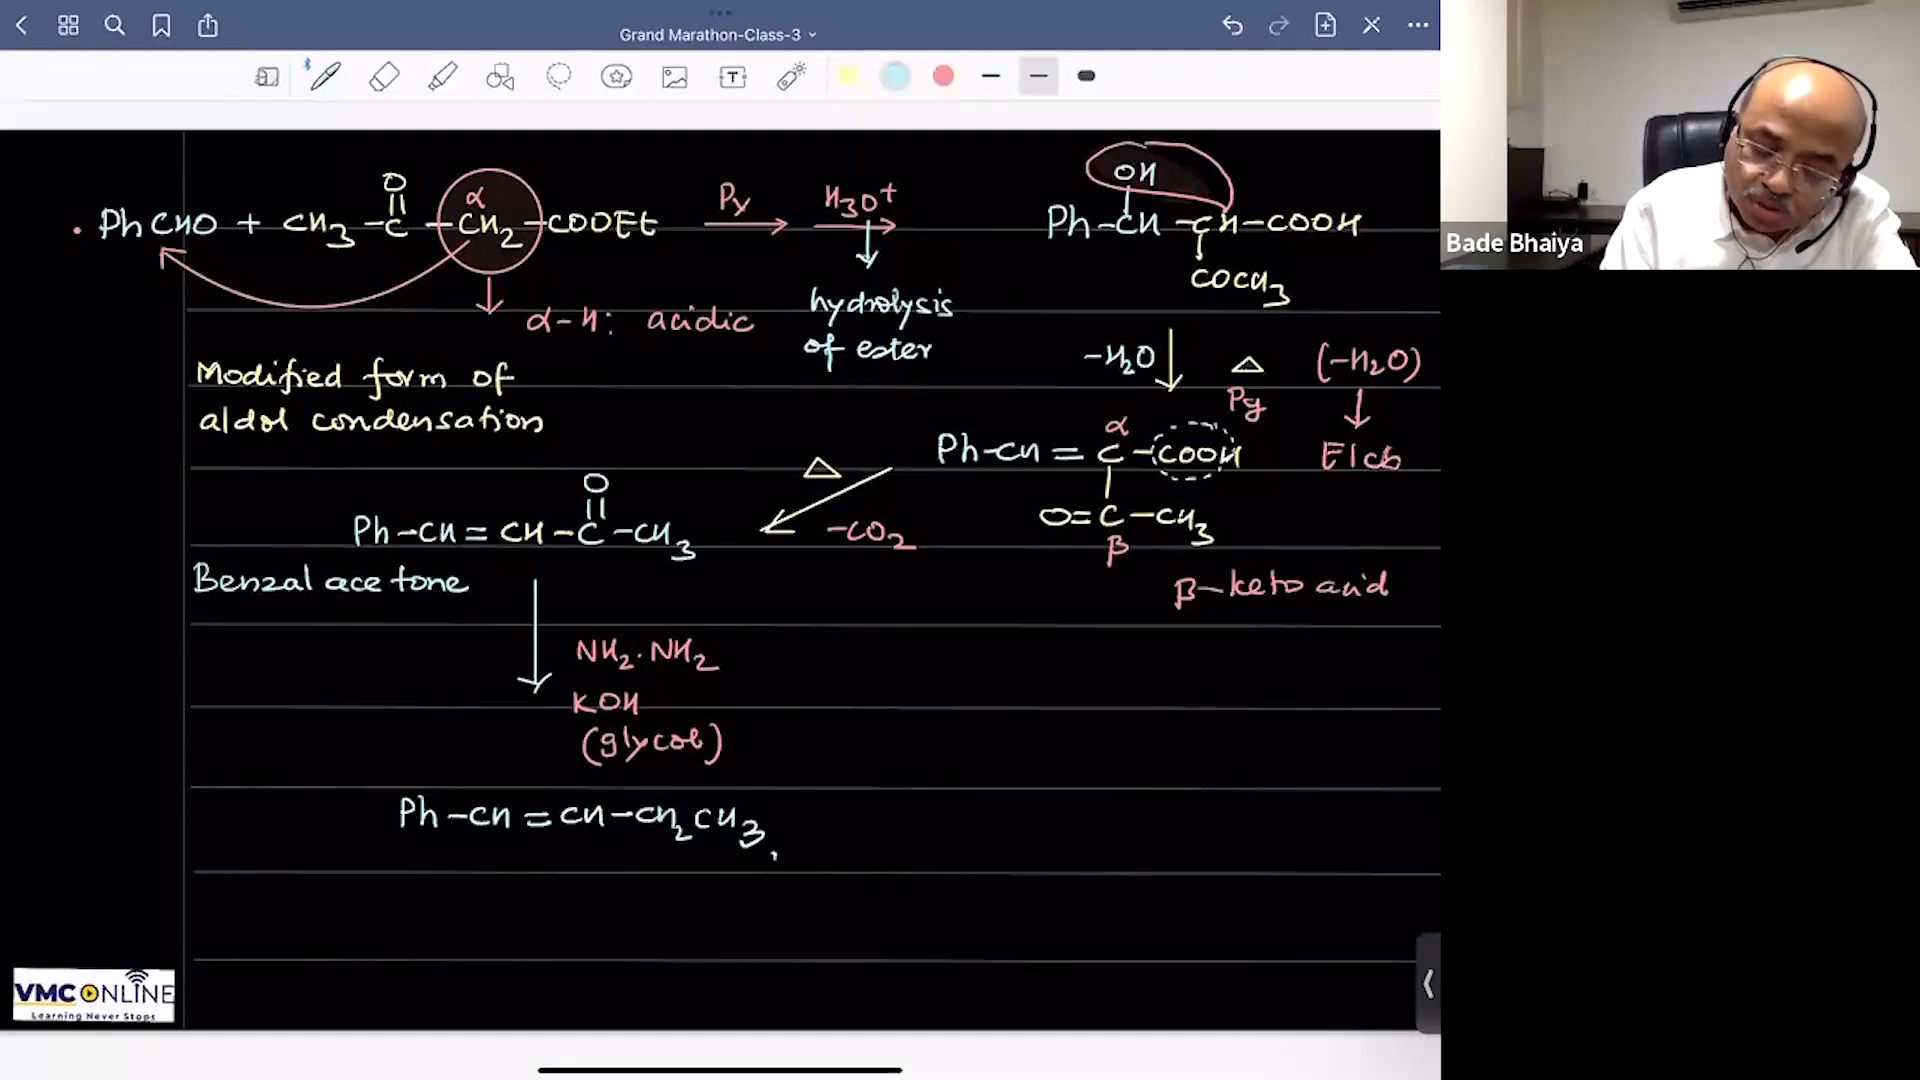 Grand Marathon-Class-3
O
α
OH
PhCHO + CH3-C-CH2-COOEt Py H3O+ Ph-CH-CH-COOH
COCH3
α-H: acidic
hydrolysis
of ester
Modified form of
aldol condensation
-H2O Δ (-H2O)
Py
α
Ph-CH=C-COOH E1cb
O=C-CH3
β
β-keto acid
Δ
-CO2
O
Ph-CH=CH-C-CH3
Benzal acetone
NH2.NH2
KOH
(glycol)
Ph-CH=CH-CH2CH3
Bade Bhaiya
VMC ONLINE
Learning Never Stops